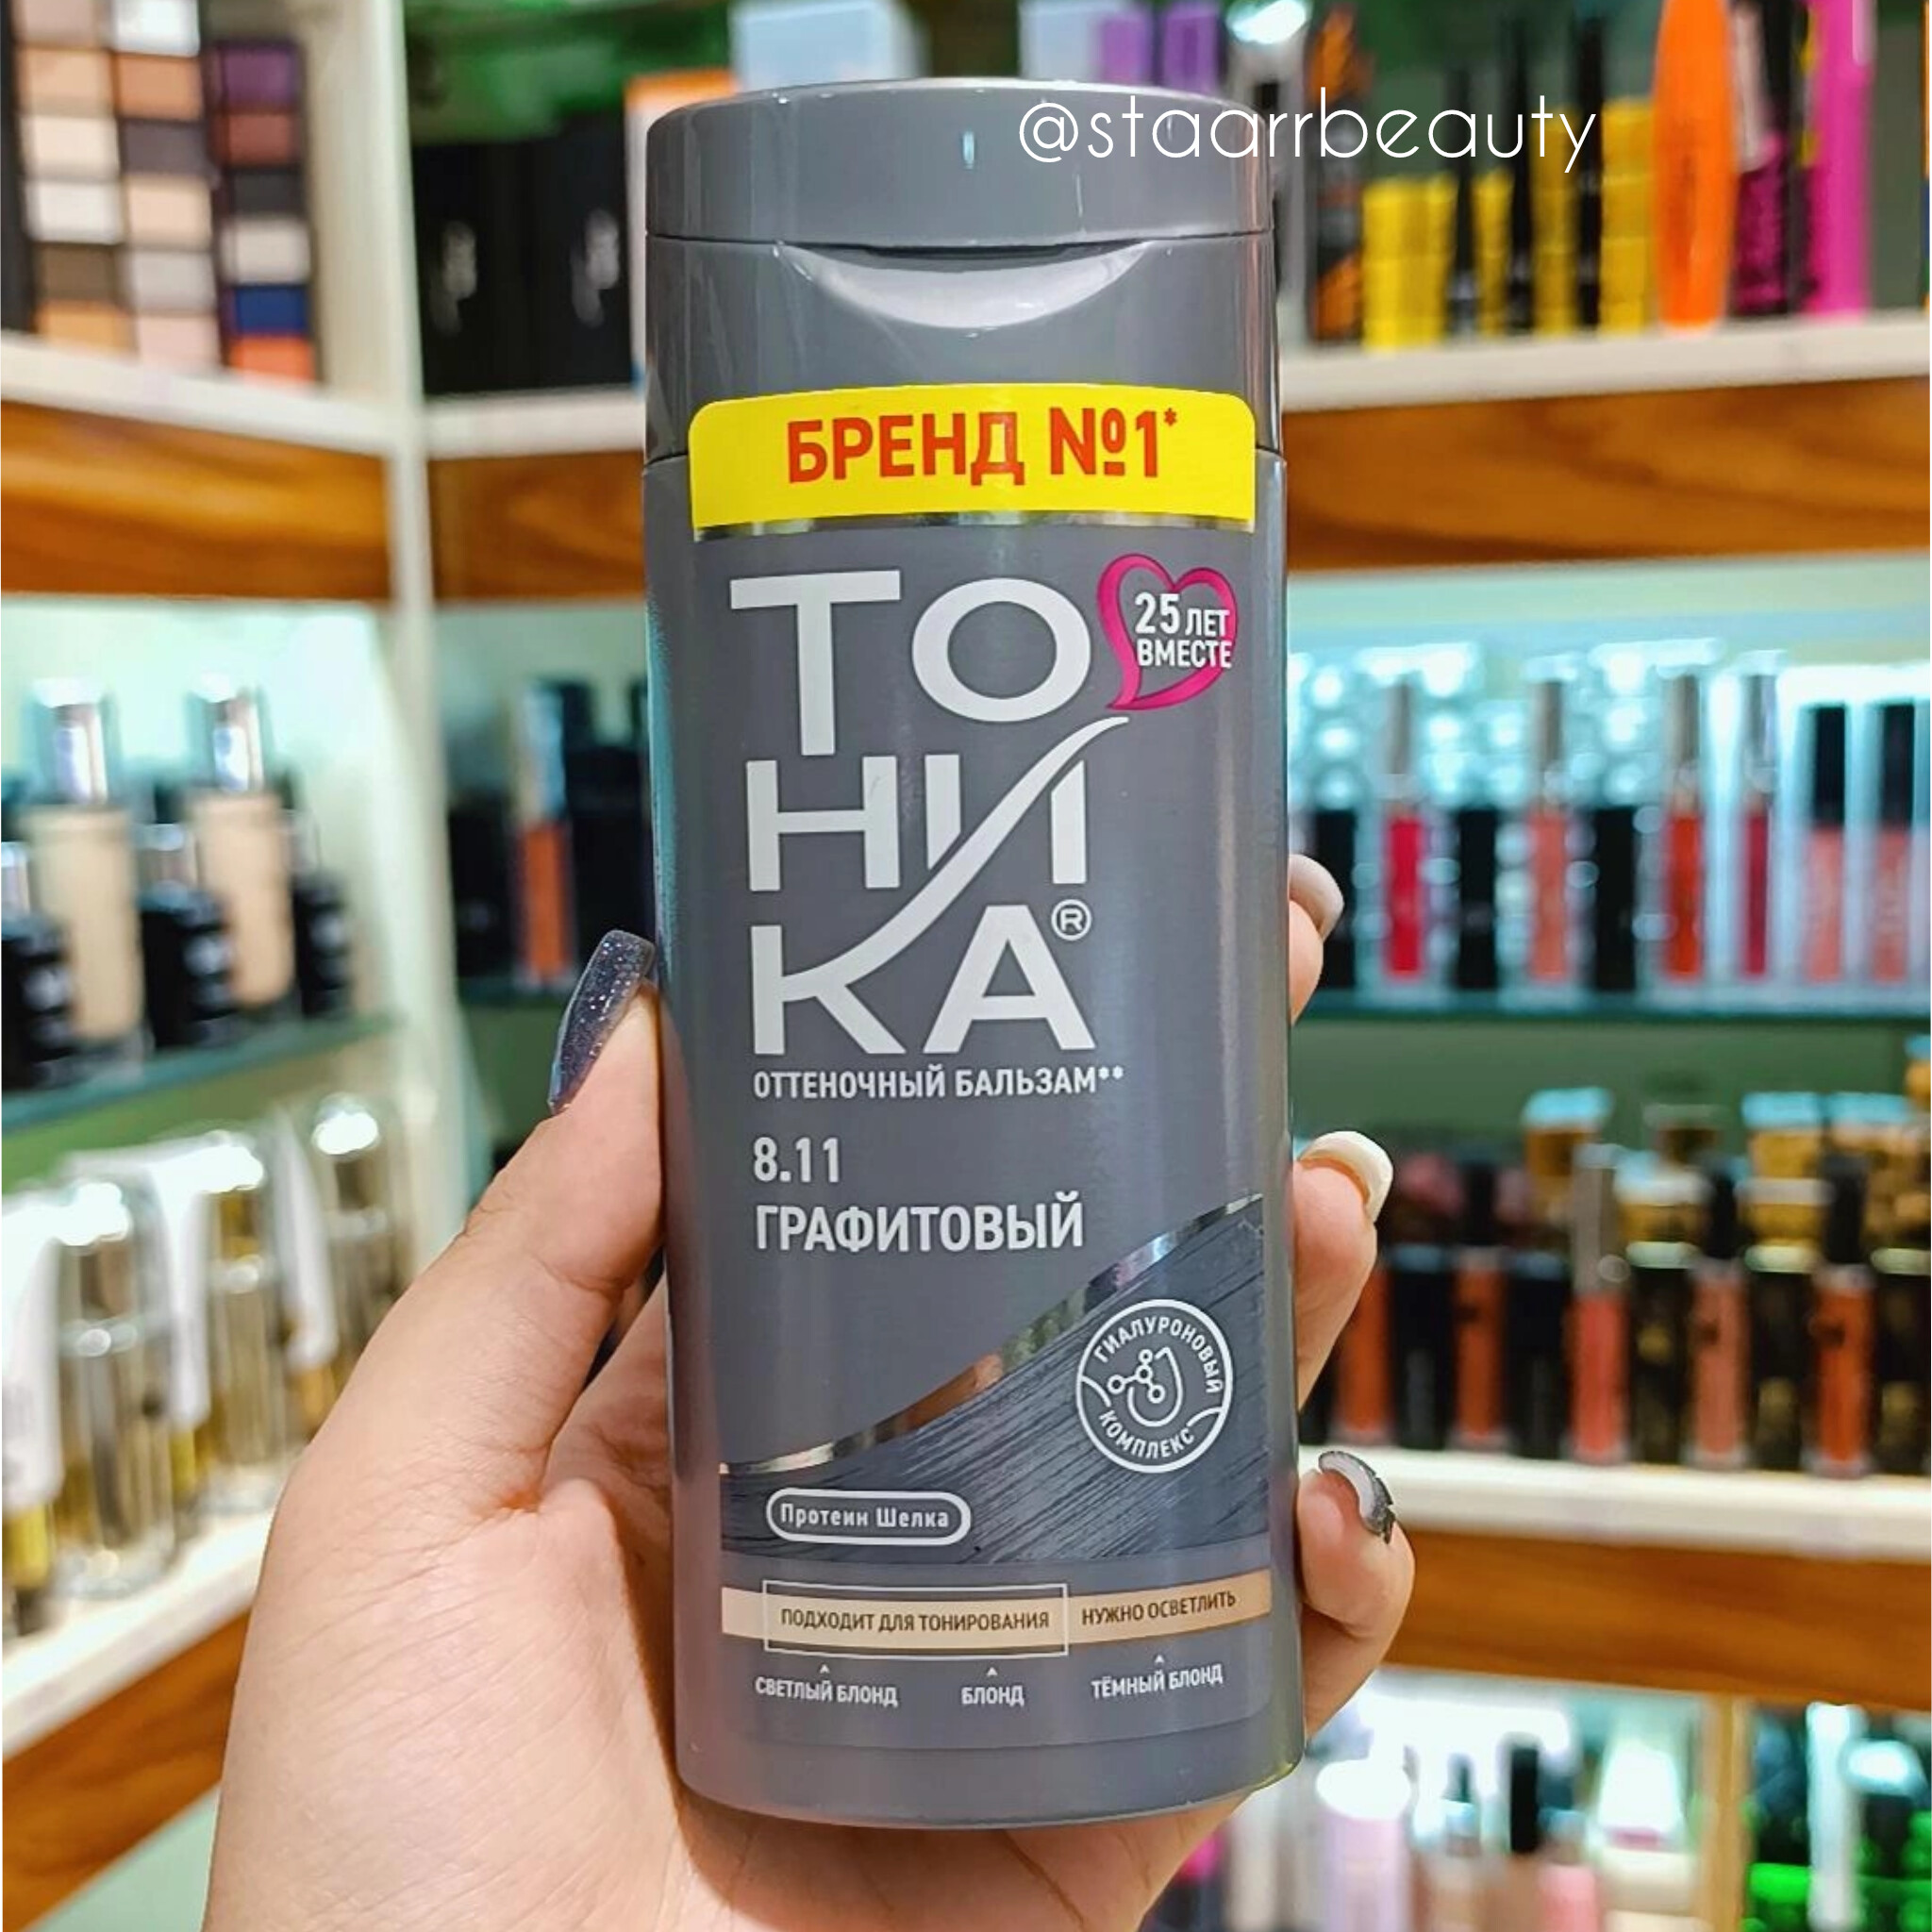 @staarrbeauty
БРЕНД №1*
ТО
НИ
КА®
25 ЛЕТ
ВМЕСТЕ
ОТТЕНОЧНЫЙ БАЛЬЗАМ**
8.11
ГРАФИТОВЫЙ
ГИАЛУРОНОВЫЙ
КОМПЛЕКС
Протеин Шелка
ПОДХОДИТ ДЛЯ ТОНИРОВАНИЯ НУЖНО ОСВЕТЛИТЬ
СВЕТЛЫЙ БЛОНД БЛОНД ТЁМНЫЙ БЛОНД